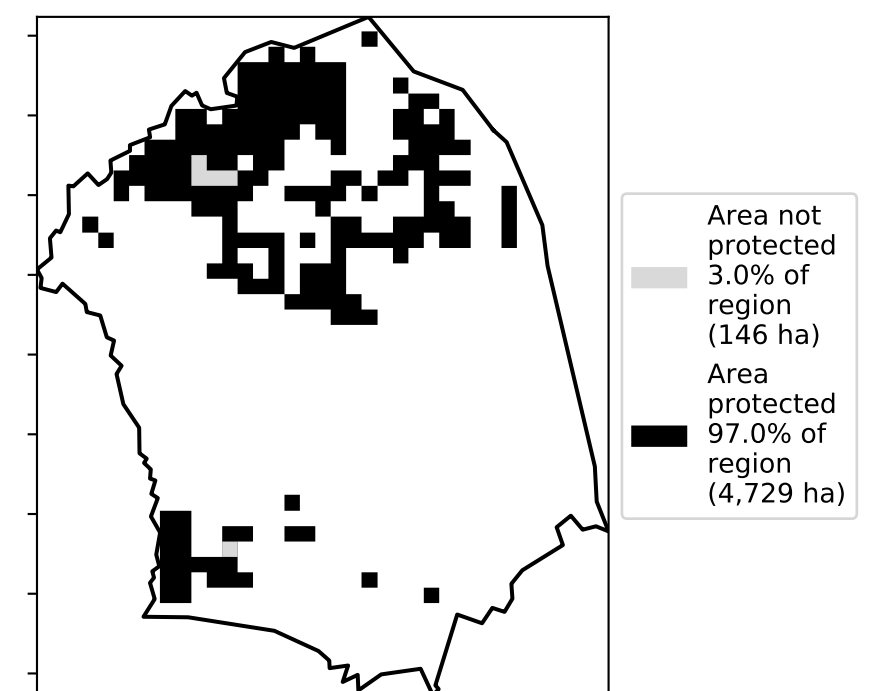 Area not
protected
3.0% of
region
(146 ha)
Area
protected
97.0% of
region
(4,729 ha)